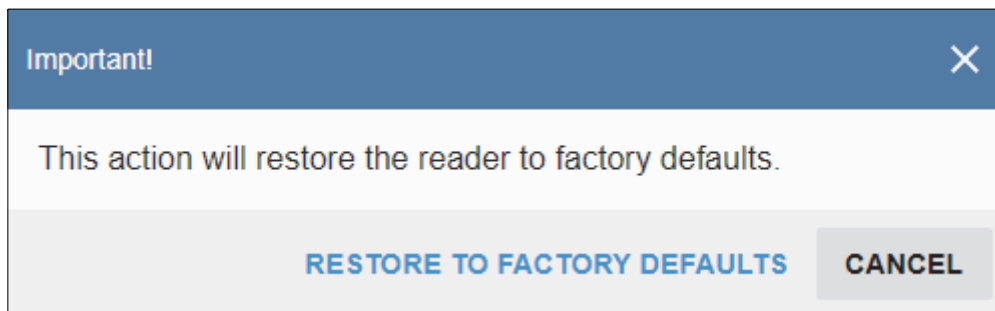 Important!
This action will restore the reader to factory defaults.
RESTORE TO FACTORY DEFAULTS CANCEL